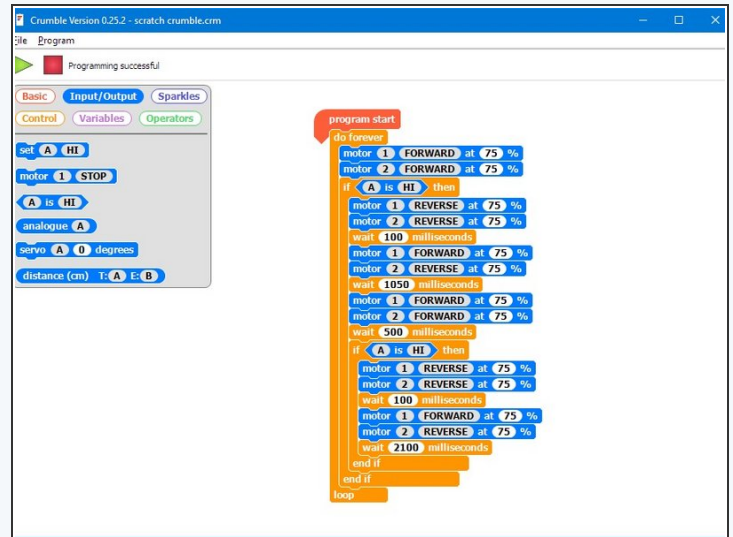 Crumble Version 0.25.2 - scratch crumble.crm
File Program
Programming successful
Basic Input/Output Sparkles
Control Variables Operators
set A HI
motor 1 STOP
A is HI
analogue A
servo A 0 degrees
distance (cm) T: A E: B
program start
do forever
motor 1 FORWARD at 75 %
motor 2 FORWARD at 75 %
if A is HI then
motor 1 REVERSE at 75 %
motor 2 REVERSE at 75 %
wait 100 milliseconds
motor 1 FORWARD at 75 %
motor 2 REVERSE at 75 %
wait 1050 milliseconds
motor 1 FORWARD at 75 %
motor 2 FORWARD at 75 %
wait 500 milliseconds
if A is HI then
motor 1 REVERSE at 75 %
motor 2 REVERSE at 75 %
wait 100 milliseconds
motor 1 FORWARD at 75 %
motor 2 REVERSE at 75 %
wait 2100 milliseconds
end if
end if
loop